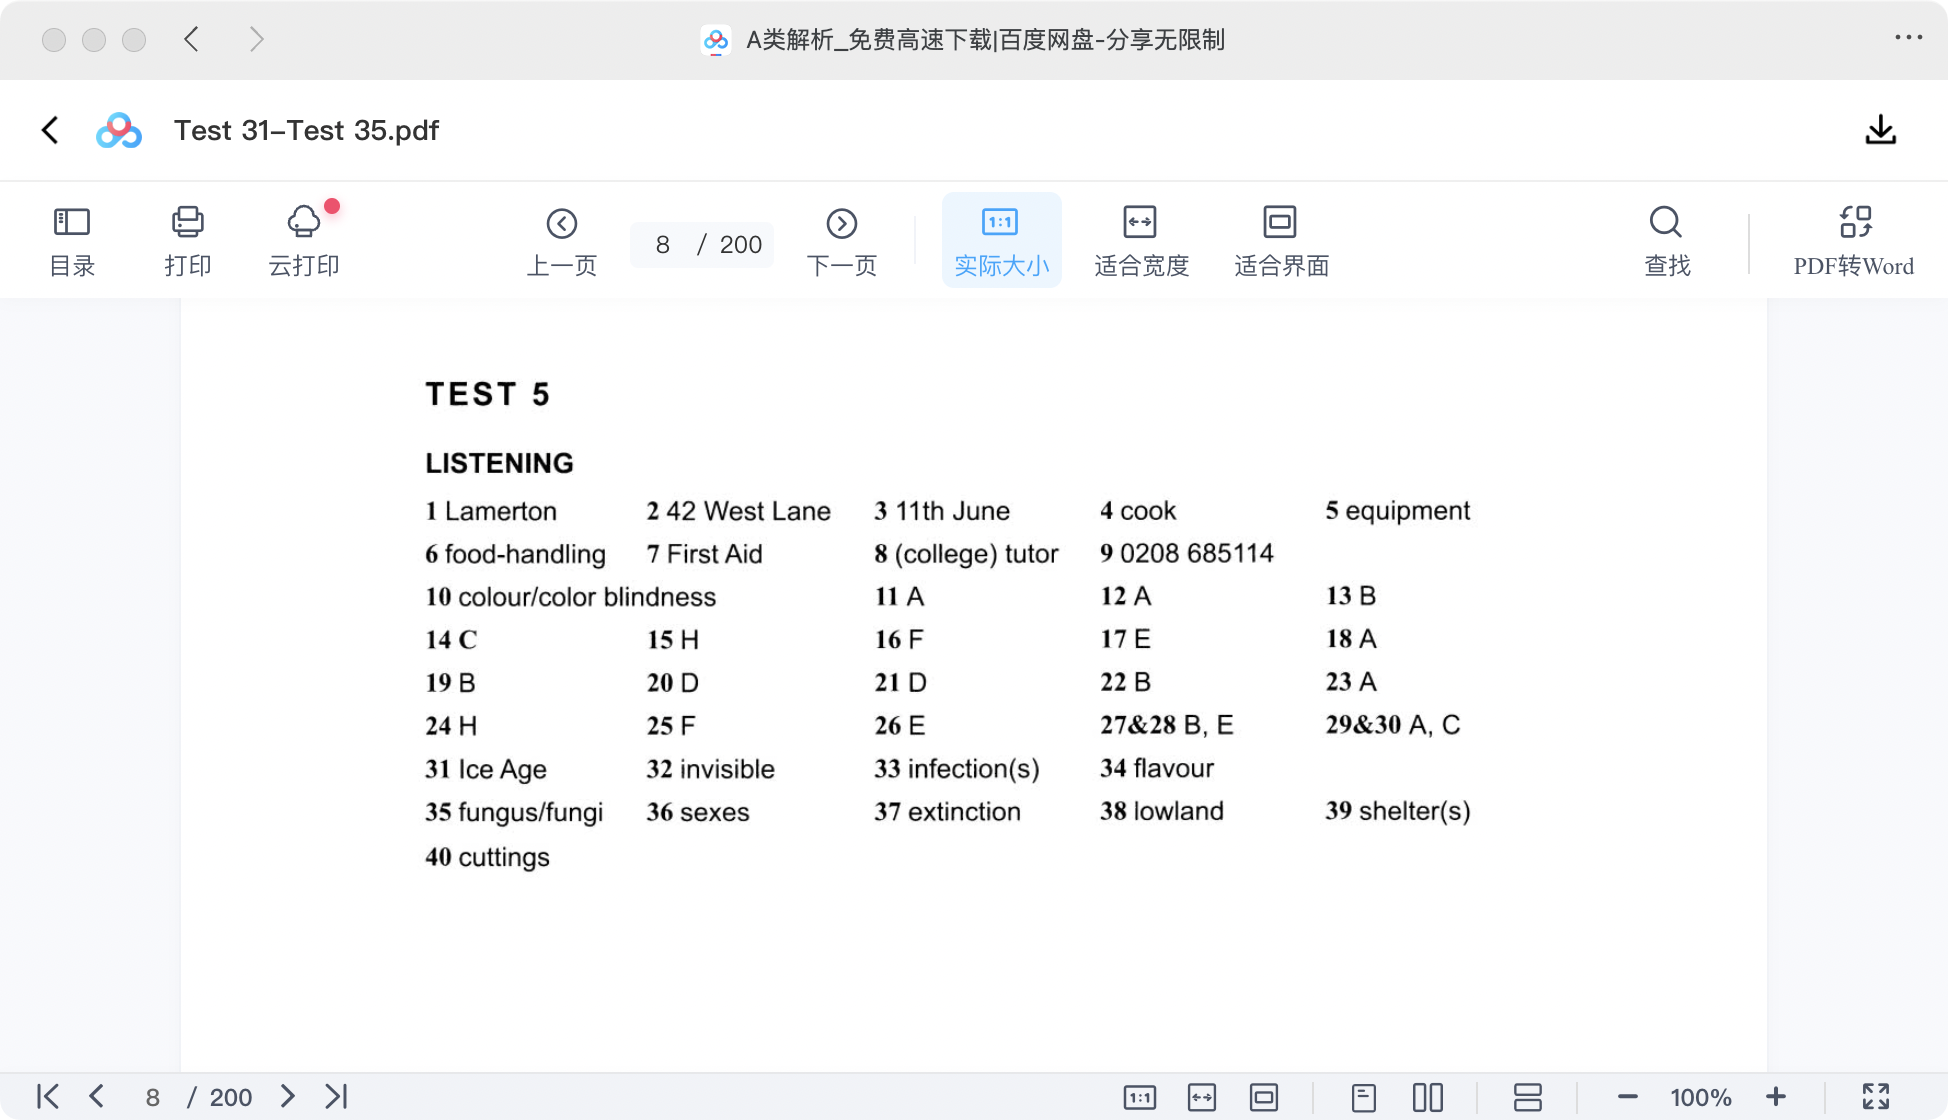 A类解析_免费高速下载|百度网盘-分享无限制
Test 31–Test 35.pdf
目录 打印 云打印 上一页 8 / 200 下一页 1:1 实际大小 适合宽度 适合界面 查找 PDF转Word
TEST 5
LISTENING
1 Lamerton 2 42 West Lane 3 11th June 4 cook 5 equipment
6 food-handling 7 First Aid 8 (college) tutor 9 0208 685114
10 colour/color blindness 11 A 12 A 13 B
14 C 15 H 16 F 17 E 18 A
19 B 20 D 21 D 22 B 23 A
24 H 25 F 26 E 27&28 B, E 29&30 A, C
31 Ice Age 32 invisible 33 infection(s) 34 flavour
35 fungus/fungi 36 sexes 37 extinction 38 lowland 39 shelter(s)
40 cuttings
8 / 200 1:1 100%